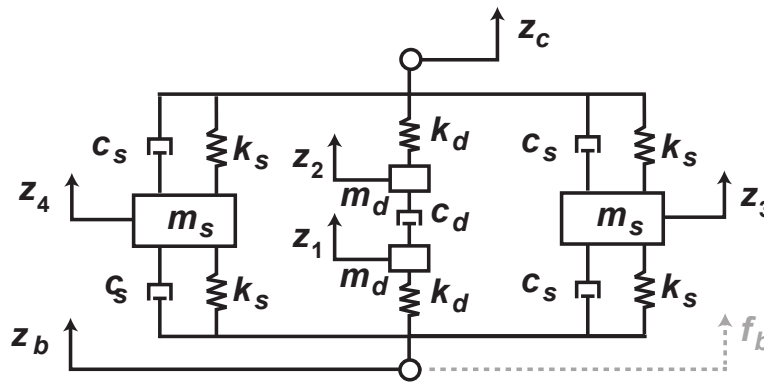 z_c
c_s k_s k_d c_s k_s
z_2 m_d
z_4 m_s c_d m_s z_3
z_1 m_d
c_s k_s k_d c_s k_s
z_b f_b